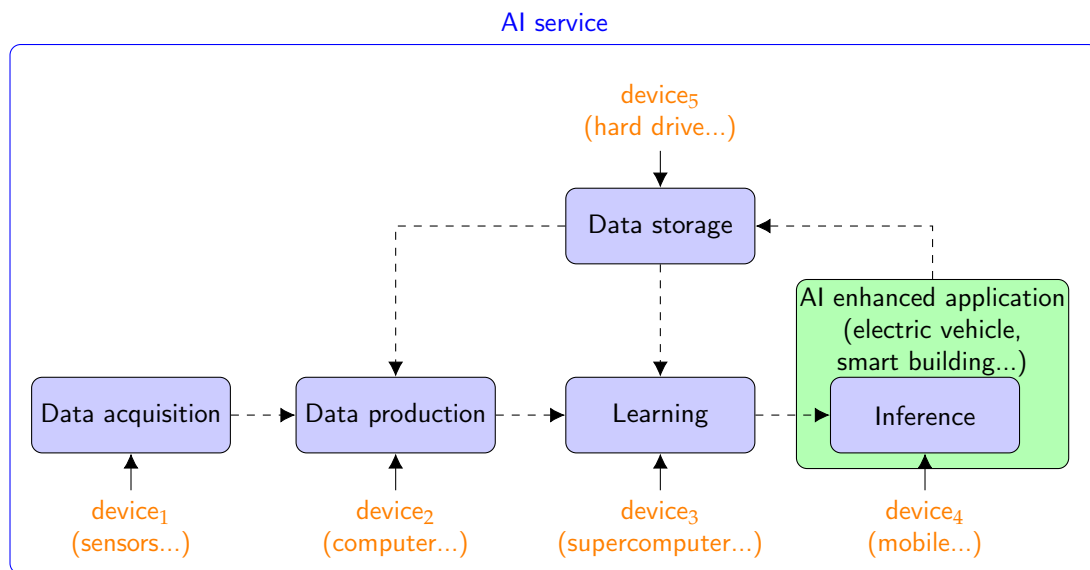 AI service
device5
(hard drive...)
Data storage
AI enhanced application
(electric vehicle,
smart building...)
Data acquisition
Data production
Learning
Inference
device1
(sensors...)
device2
(computer...)
device3
(supercomputer...)
device4
(mobile...)